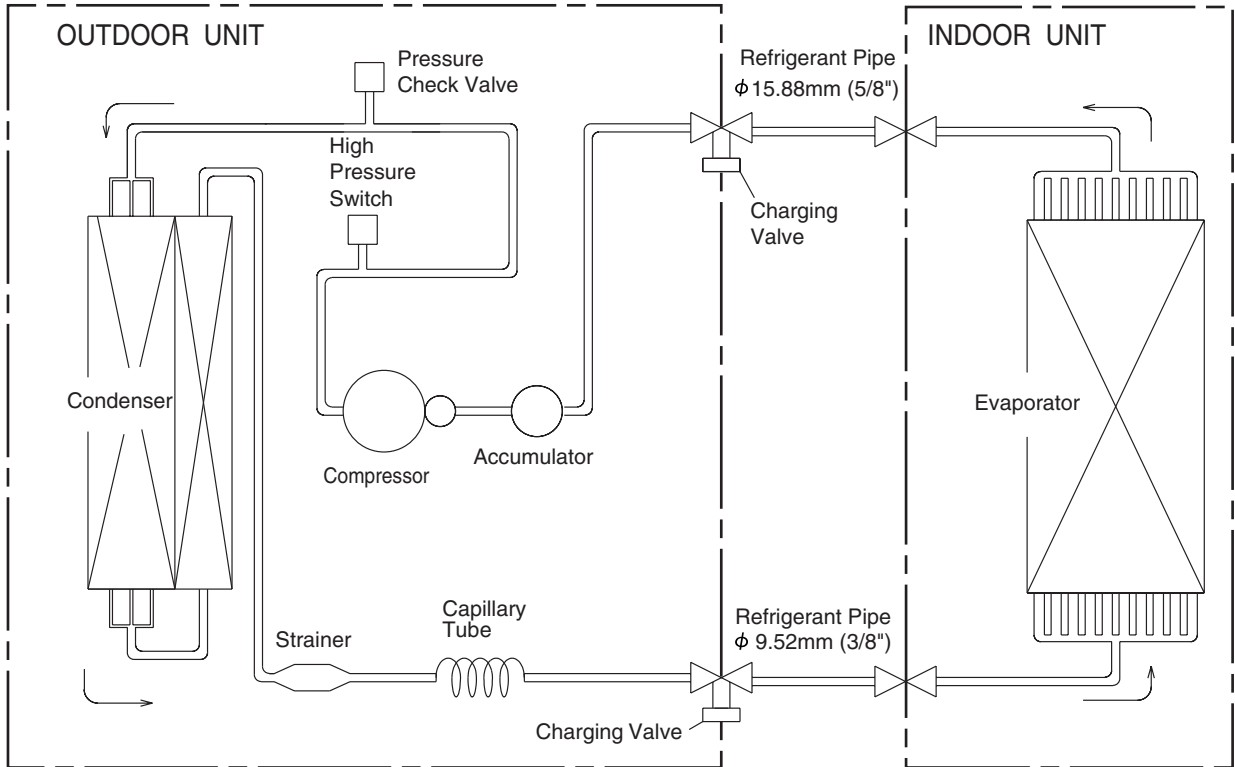 OUTDOOR UNIT
INDOOR UNIT
Pressure
Check Valve
Refrigerant Pipe
ϕ15.88mm (5/8")
High
Pressure
Switch
Charging
Valve
Condenser
Evaporator
Accumulator
Compressor
Capillary
Tube
Strainer
Refrigerant Pipe
ϕ 9.52mm (3/8")
Charging Valve